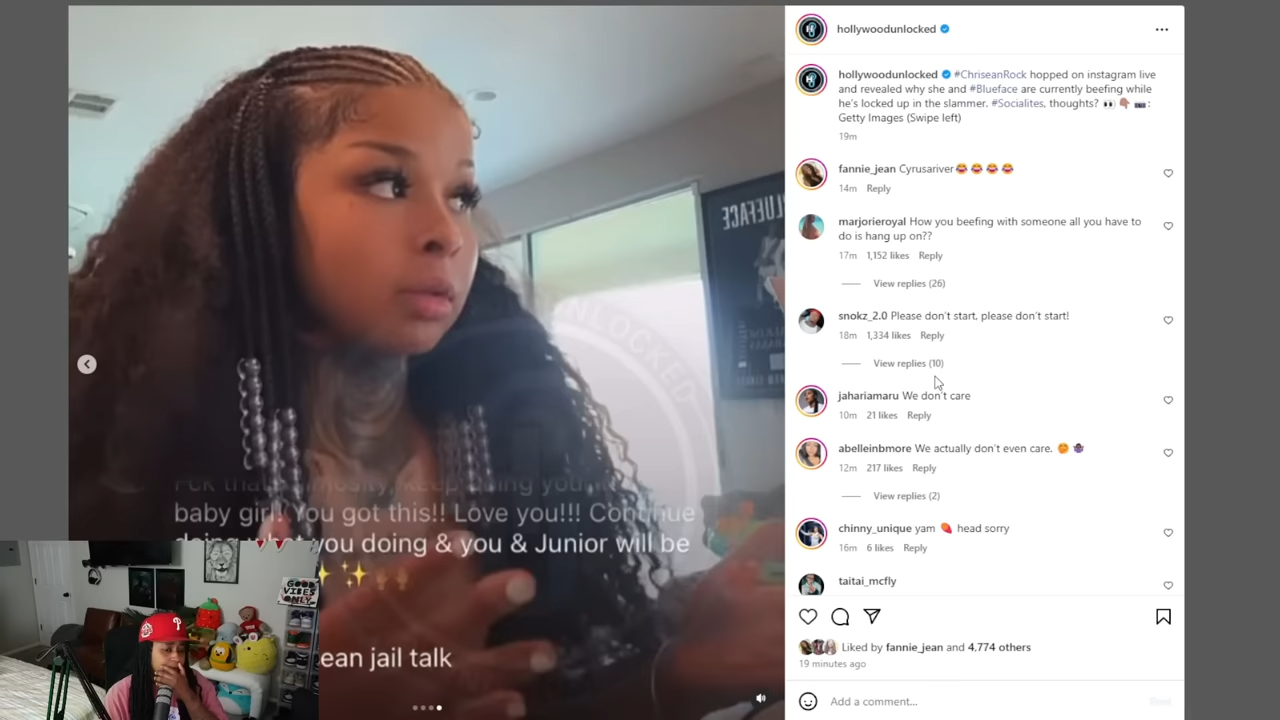 BLUEFACE
UNLOCKED
baby girl! You got this!! Love you!!! Continue
doing what you doing & you & Junior will be
ean jail talk
GOOD
VIBES
ONLY
hollywoodunlocked
hollywoodunlocked #ChriseanRock hopped on instagram live
and revealed why she and #Blueface are currently beefing while
he's locked up in the slammer. #Socialites, thoughts? 👀 👇🏽 📷:
Getty Images (Swipe left)
19m
fannie_jean Cyrusariver😂😂😂😂
14m Reply
marjorieroyal How you beefing with someone all you have to
do is hang up on??
17m 1,152 likes Reply
View replies (26)
snokz_2.0 Please don't start, please don't start!
18m 1,334 likes Reply
View replies (10)
jahariamaru We don't care
10m 21 likes Reply
abelleinbmore We actually don't even care. 
12m 217 likes Reply
View replies (2)
chinny_unique yam 🍠 head sorry
16m 6 likes Reply
taitai_mcfly
Liked by fannie_jean and 4,774 others
19 minutes ago
Add a comment...
Post